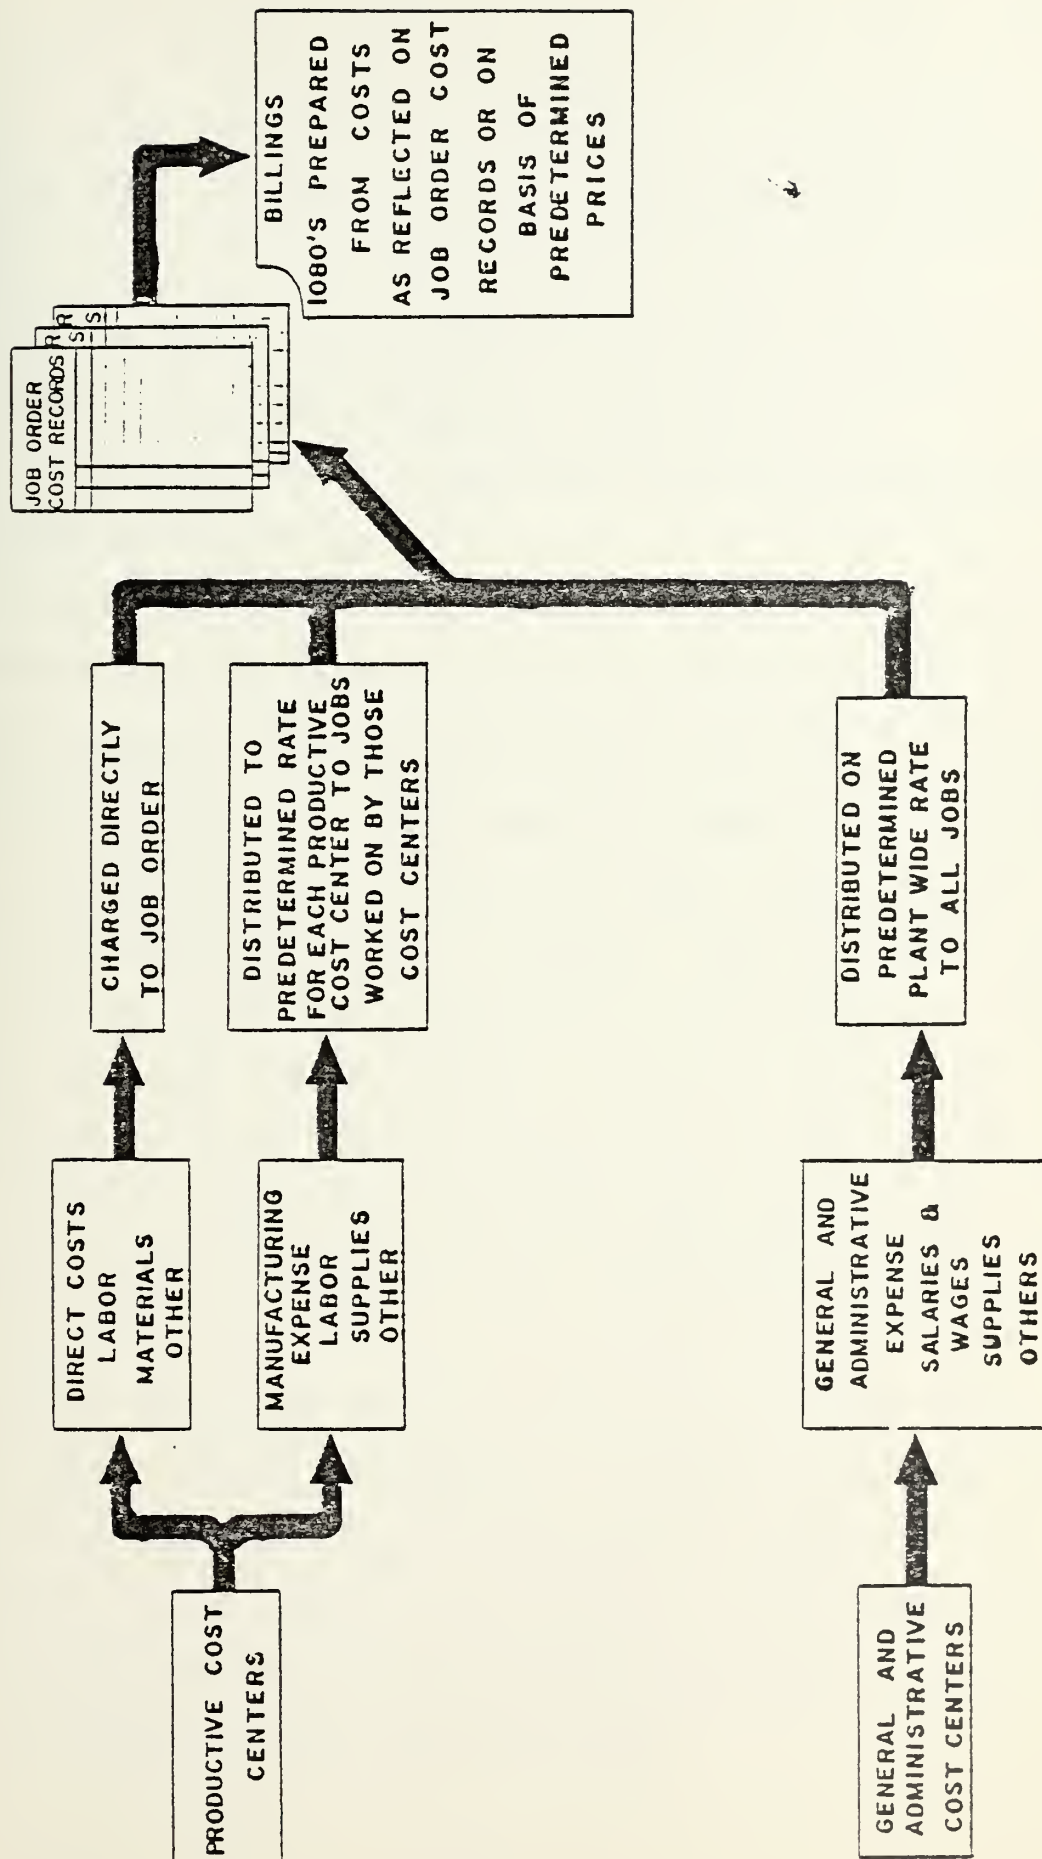 PRODUCTIVE COST
CENTERS
DIRECT COSTS
LABOR
MATERIALS
OTHER
CHARGED DIRECTLY
TO JOB ORDER
MANUFACTURING
EXPENSE
LABOR
SUPPLIES
OTHER
DISTRIBUTED TO
PREDETERMINED RATE
FOR EACH PRODUCTIVE
COST CENTER TO JOBS
WORKED ON BY THOSE
COST CENTERS
GENERAL AND
ADMINISTRATIVE
COST CENTERS
GENERAL AND
ADMINISTRATIVE
EXPENSE
SALARIES &
WAGES
SUPPLIES
OTHERS
DISTRIBUTED ON
PREDETERMINED
PLANT WIDE RATE
TO ALL JOBS
JOB ORDER
COST RECORDS
R
S
R
S
BILLINGS
1080'S PREPARED
FROM COSTS
AS REFLECTED ON
JOB ORDER COST
RECORDS OR ON
BASIS OF
PREDETERMINED
PRICES